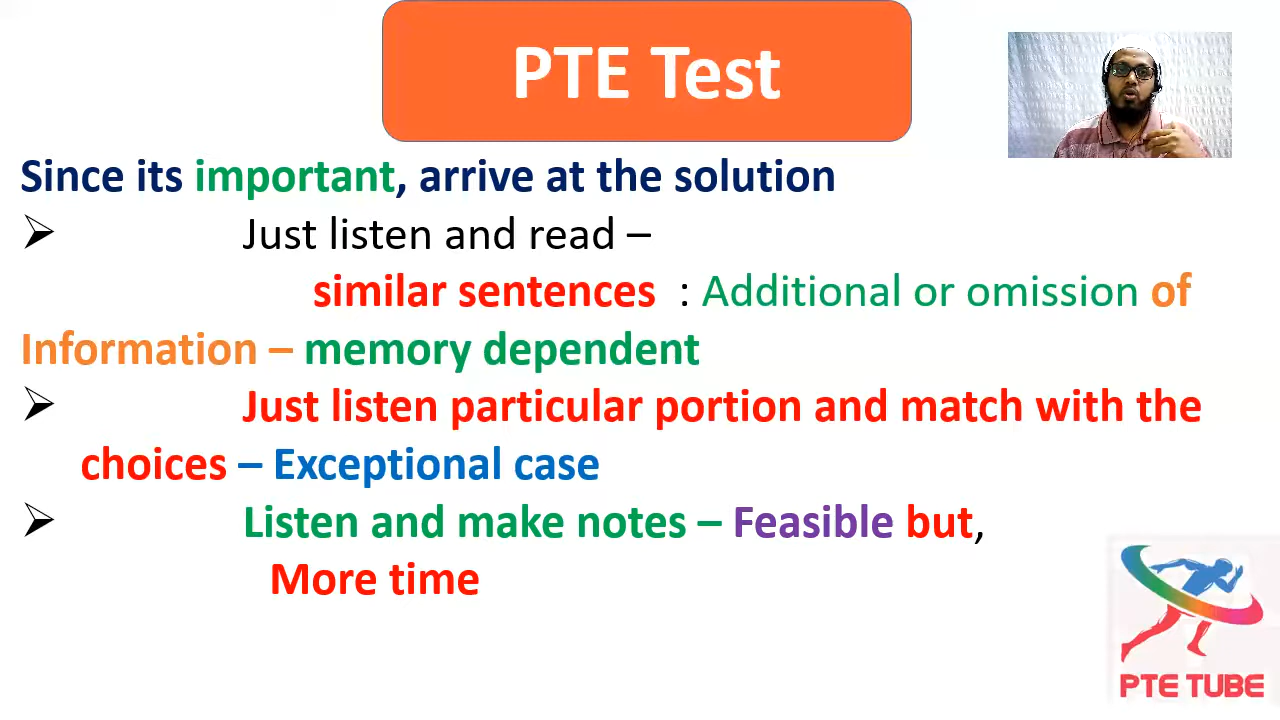 PTE Test
Since its important, arrive at the solution
➢ Just listen and read –
similar sentences : Additional or omission of
Information – memory dependent
➢ Just listen particular portion and match with the
choices – Exceptional case
➢ Listen and make notes – Feasible but,
More time
PTE TUBE